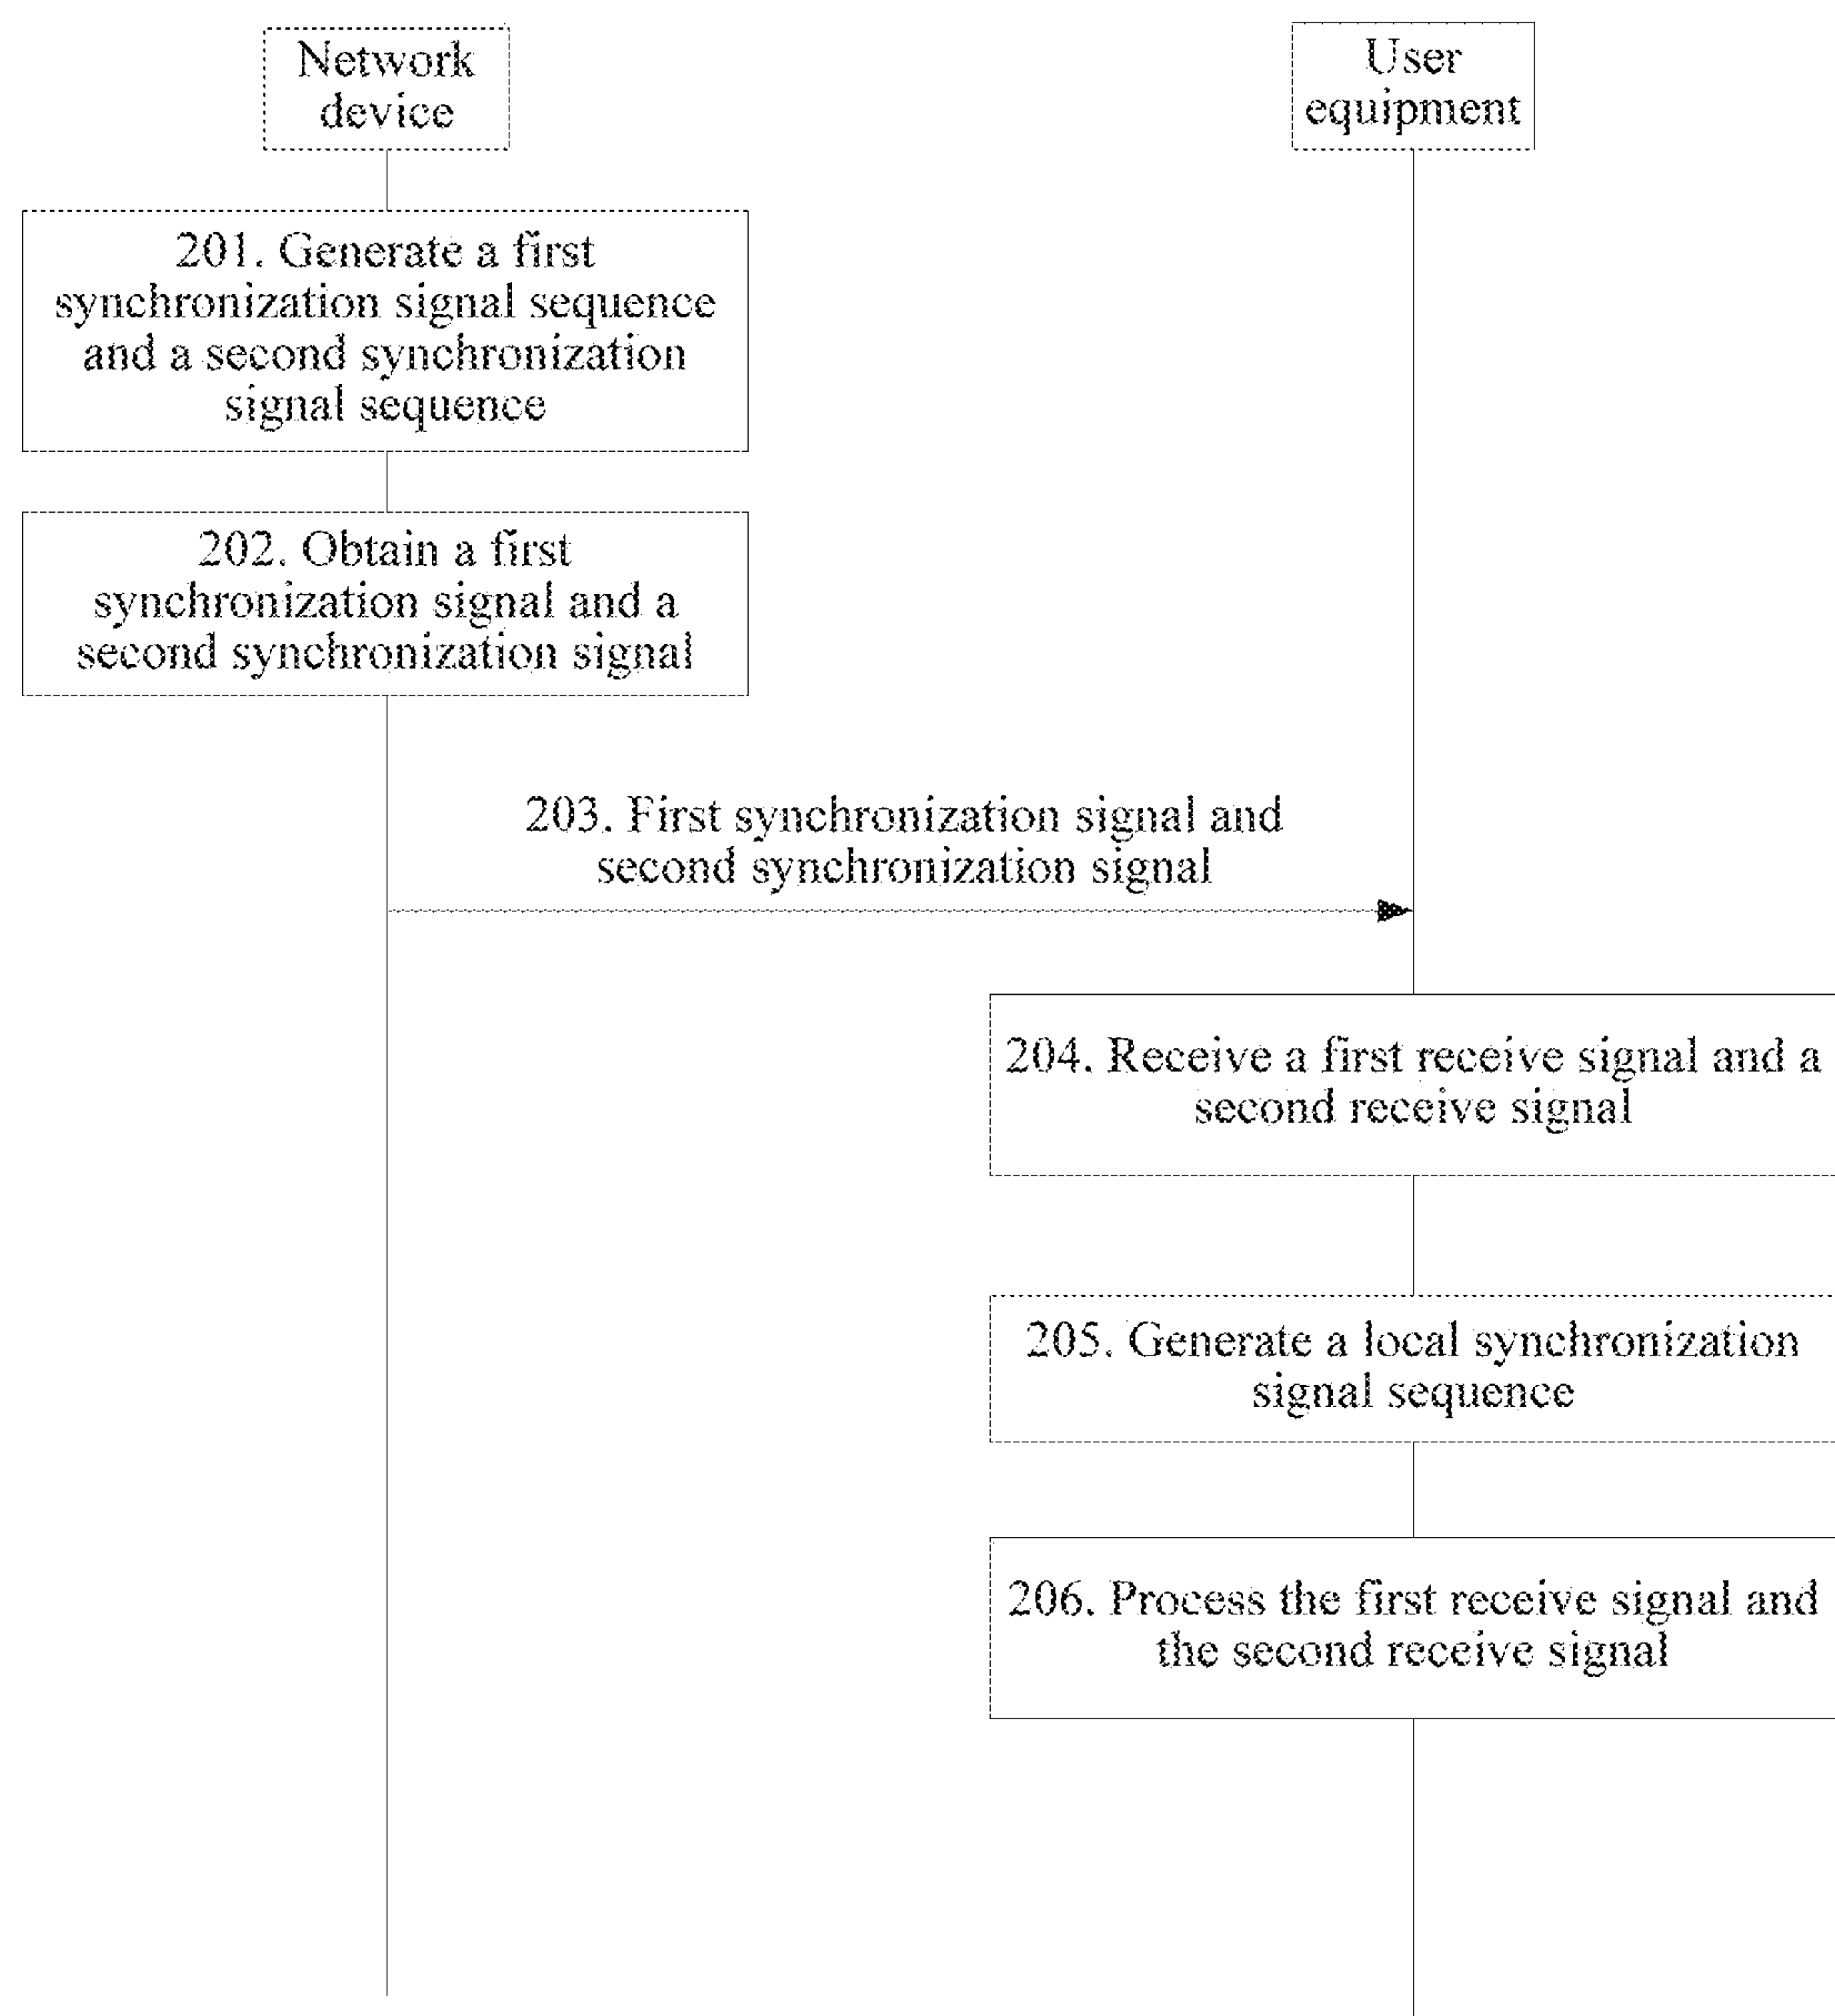 Network
device
User
equipment
201. Generate a first
synchronization signal sequence
and a second synchronization
signal sequence
202. Obtain a first
synchronization signal and a
second synchronization signal
203. First synchronization signal and
second synchronization signal
204. Receive a first receive signal and a
second receive signal
205. Generate a local synchronization
signal sequence
206. Process the first receive signal and
the second receive signal